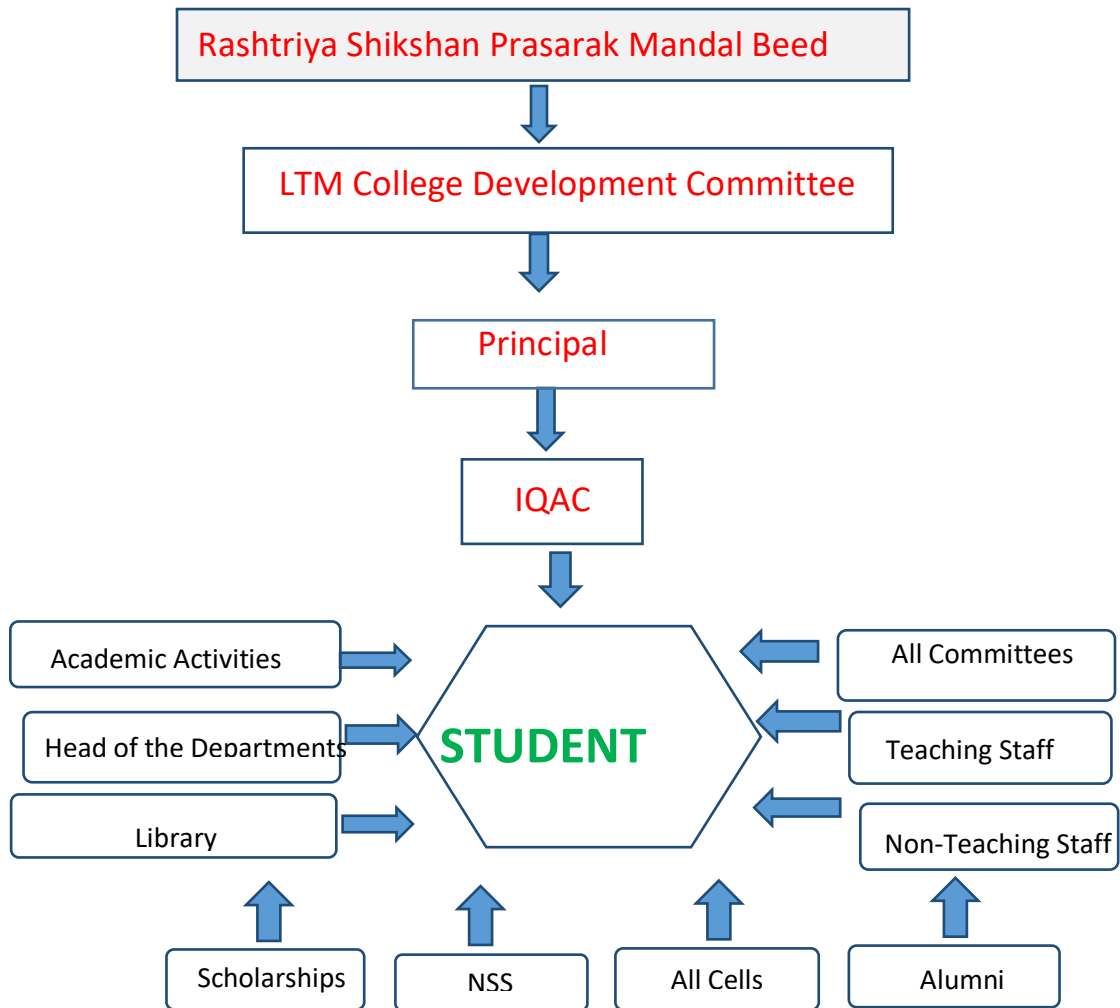 Rashtriya Shikshan Prasarak Mandal Beed
LTM College Development Committee
Principal
IQAC
Academic Activities
All Committees
STUDENT
Head of the Departments
Teaching Staff
Library
Non-Teaching Staff
Scholarships
NSS
All Cells
Alumni